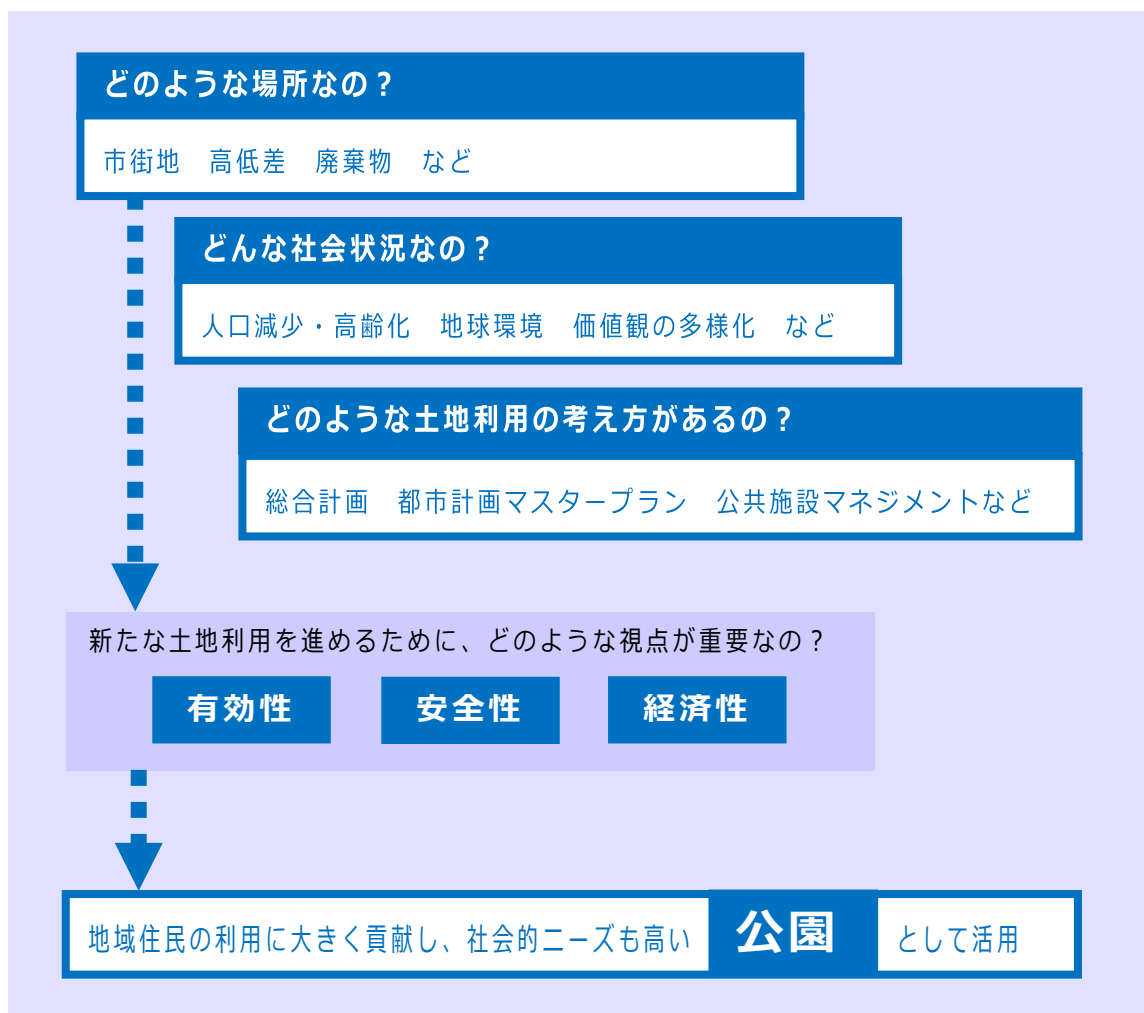 どのような場所なの？
市街地　高低差　廃棄物　など
どんな社会状況なの？
人口減少・高齢化　地球環境　価値観の多様化　など
どのような土地利用の考え方があるの？
総合計画　都市計画マスタープラン　公共施設マネジメントなど
新たな土地利用を進めるために、どのような視点が重要なの？
有効性　安全性　経済性
地域住民の利用に大きく貢献し、社会的ニーズも高い　公園　として活用